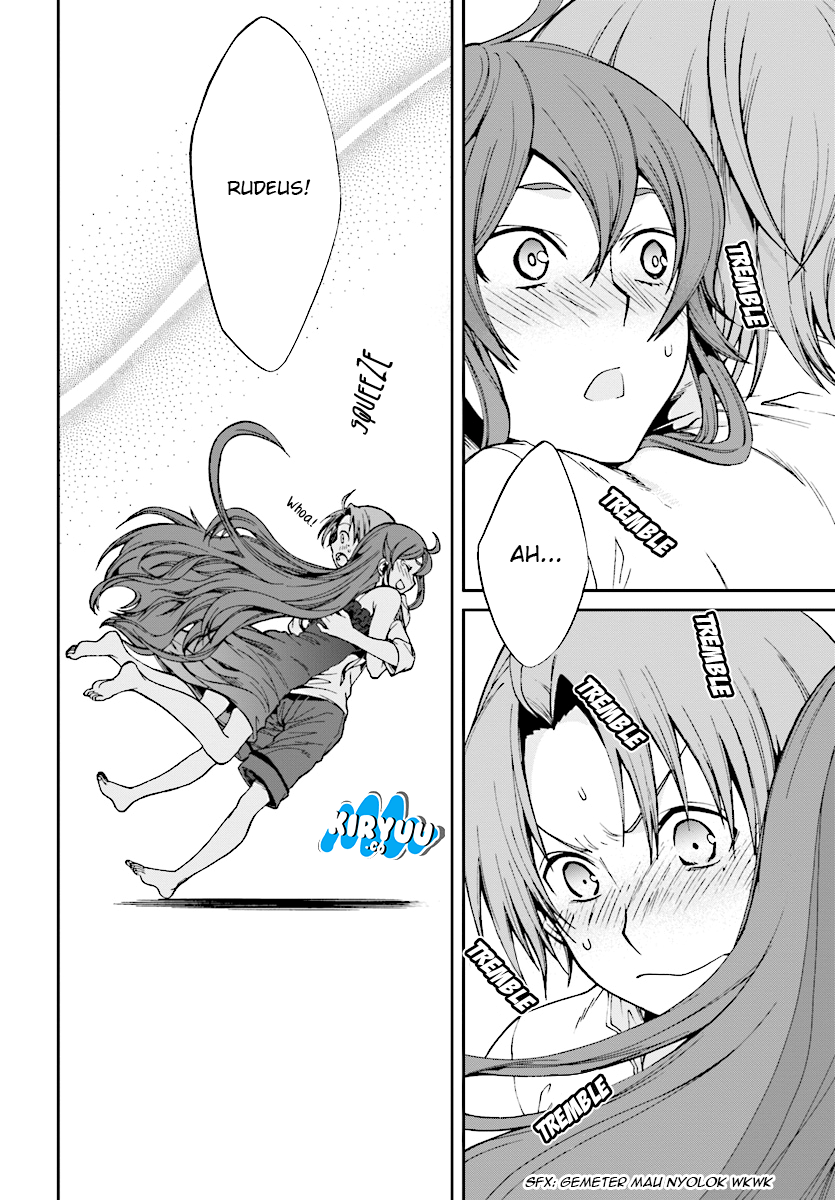 TREMBLE
TREMBLE
AH...
TREMBLE
TREMBLE
TREMBLE
TREMBLE
SFX: GEMETER MAU NYOLOK WKWK
RUDEUS!
SQUEEZE
Whoa!
KIRYUU
.CO